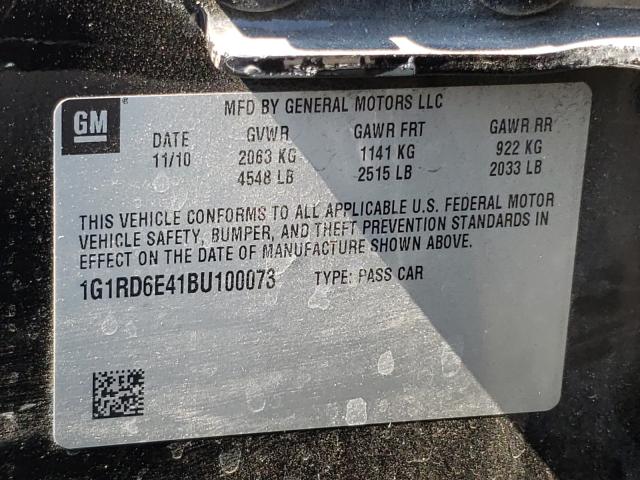 GM
MFD BY GENERAL MOTORS LLC
DATE GVWR GAWR FRT GAWR RR
11/10 2063 KG 1141 KG 922 KG
4548 LB 2515 LB 2033 LB
THIS VEHICLE CONFORMS TO ALL APPLICABLE U.S. FEDERAL MOTOR
VEHICLE SAFETY, BUMPER, AND THEFT PREVENTION STANDARDS IN
EFFECT ON THE DATE OF MANUFACTURE SHOWN ABOVE.
1G1RD6E41BU100073 TYPE: PASS CAR